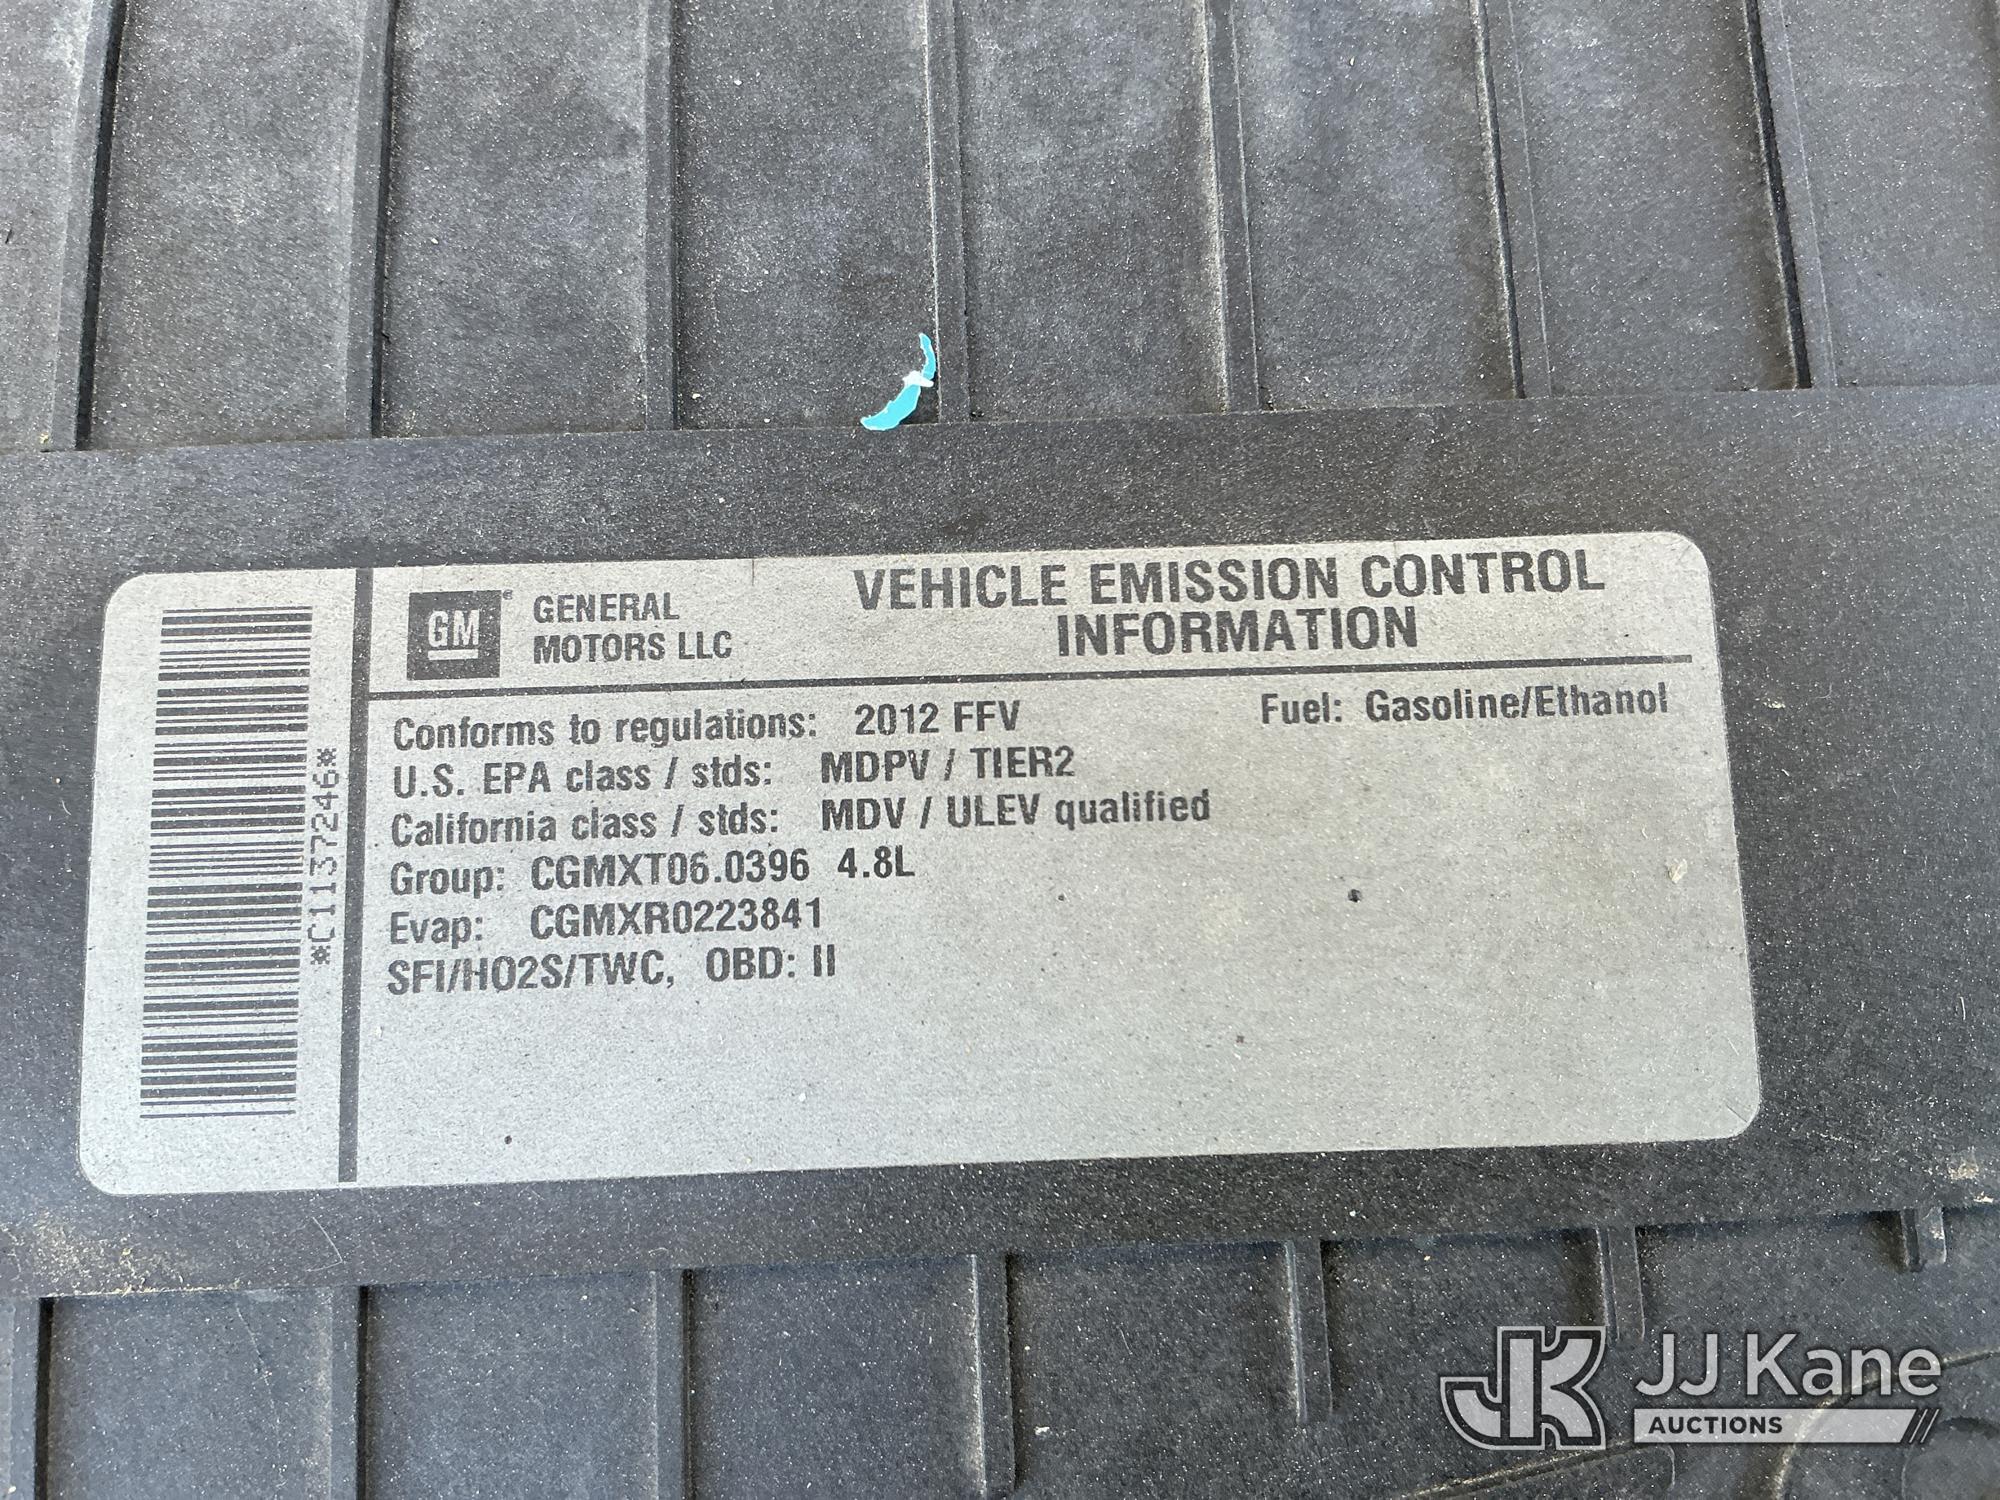 GM
GENERAL
MOTORS LLC
VEHICLE EMISSION CONTROL
INFORMATION
Conforms to regulations: 2012 FFV
Fuel: Gasoline/Ethanol
U.S. EPA class / stds: MDPV / TIER2
California class / stds: MDV / ULEV qualified
Group: CGMXT06.0396 4.8L
Evap: CGMXR0223841
SFI/HO2S/TWC, OBD: II
*C11372246*
JK JJ Kane
AUCTIONS